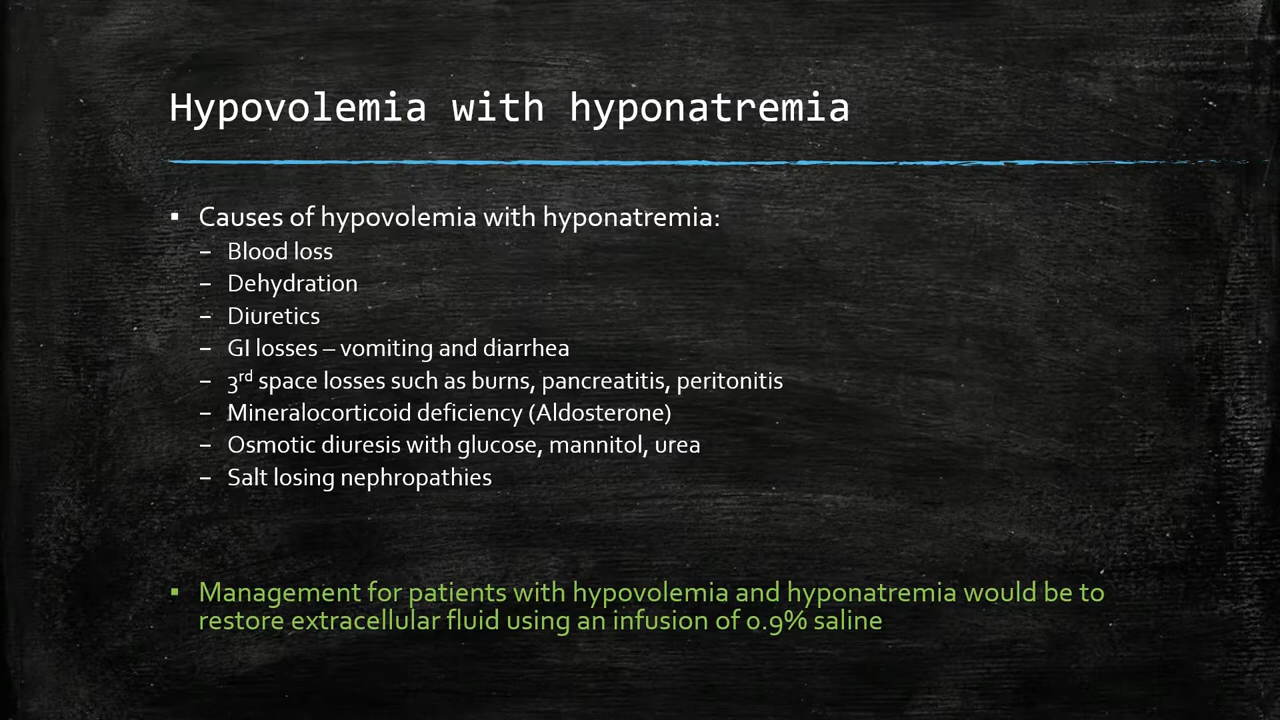 Hypovolemia with hyponatremia
▪ Causes of hypovolemia with hyponatremia:
– Blood loss
– Dehydration
– Diuretics
– GI losses – vomiting and diarrhea
– 3rd space losses such as burns, pancreatitis, peritonitis
– Mineralocorticoid deficiency (Aldosterone)
– Osmotic diuresis with glucose, mannitol, urea
– Salt losing nephropathies
▪ Management for patients with hypovolemia and hyponatremia would be to
restore extracellular fluid using an infusion of 0.9% saline